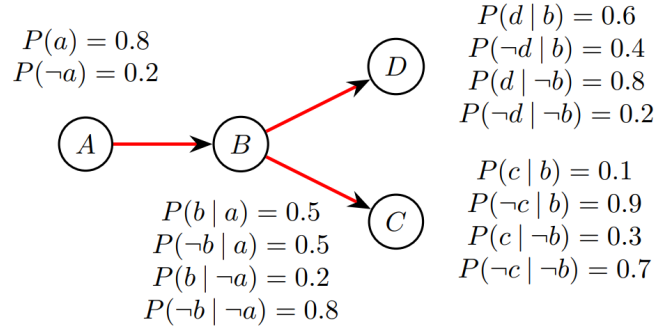 P(a) = 0.8
P(¬a) = 0.2
A
B
D
C
P(d | b) = 0.6
P(¬d | b) = 0.4
P(d | ¬b) = 0.8
P(¬d | ¬b) = 0.2
P(c | b) = 0.1
P(¬c | b) = 0.9
P(c | ¬b) = 0.3
P(¬c | ¬b) = 0.7
P(b | a) = 0.5
P(¬b | a) = 0.5
P(b | ¬a) = 0.2
P(¬b | ¬a) = 0.8